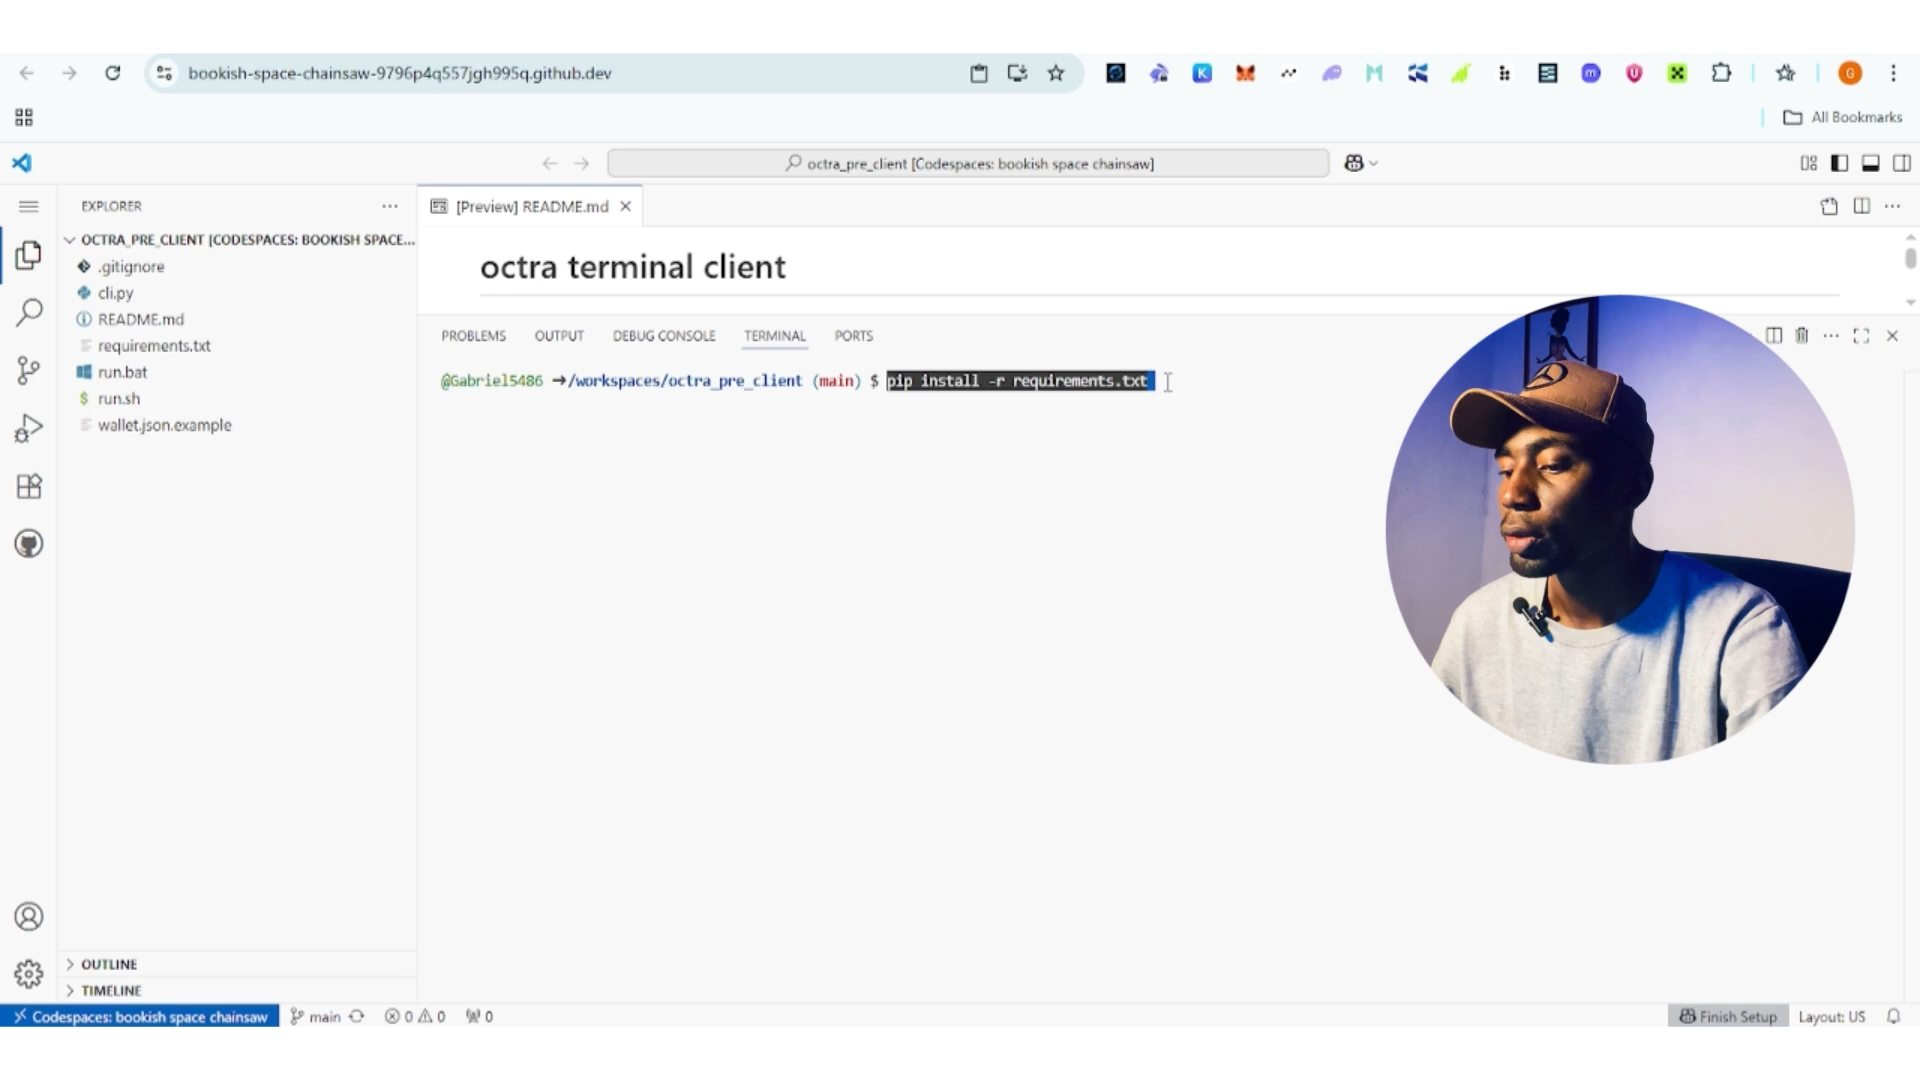 bookish-space-chainsaw-9796p4q557jgh995q.github.dev
K
m
U
G
All Bookmarks
octra_pre_client [Codespaces: bookish space chainsaw]
EXPLORER
[Preview] README.md
OCTRA_PRE_CLIENT [CODESPACES: BOOKISH SPACE...
.gitignore
cli.py
README.md
requirements.txt
run.bat
$ run.sh
wallet.json.example
octra terminal client
PROBLEMS OUTPUT DEBUG CONSOLE TERMINAL PORTS
@Gabriel5486 →/workspaces/octra_pre_client (main) $ pip install -r requirements.txt
OUTLINE
TIMELINE
Codespaces: bookish space chainsaw main 0 0 0 Finish Setup Layout: US